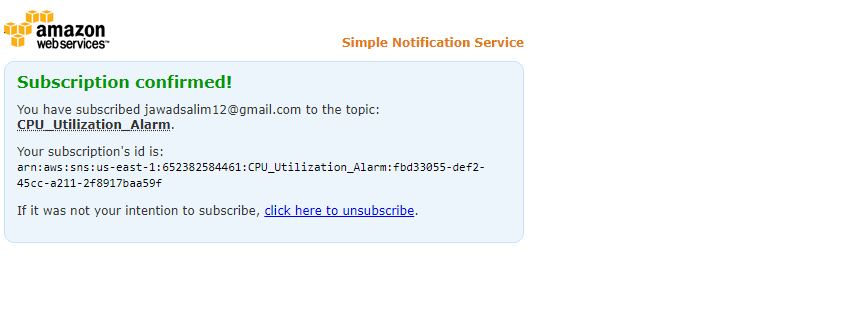 amazon
web services™
Simple Notification Service
Subscription confirmed!
You have subscribed jawadsalim12@gmail.com to the topic:
CPU_Utilization_Alarm.
Your subscription's id is:
arn:aws:sns:us-east-1:652382584461:CPU_Utilization_Alarm:fbd33055-def2-
45cc-a211-2f8917baa59f
If it was not your intention to subscribe, click here to unsubscribe.